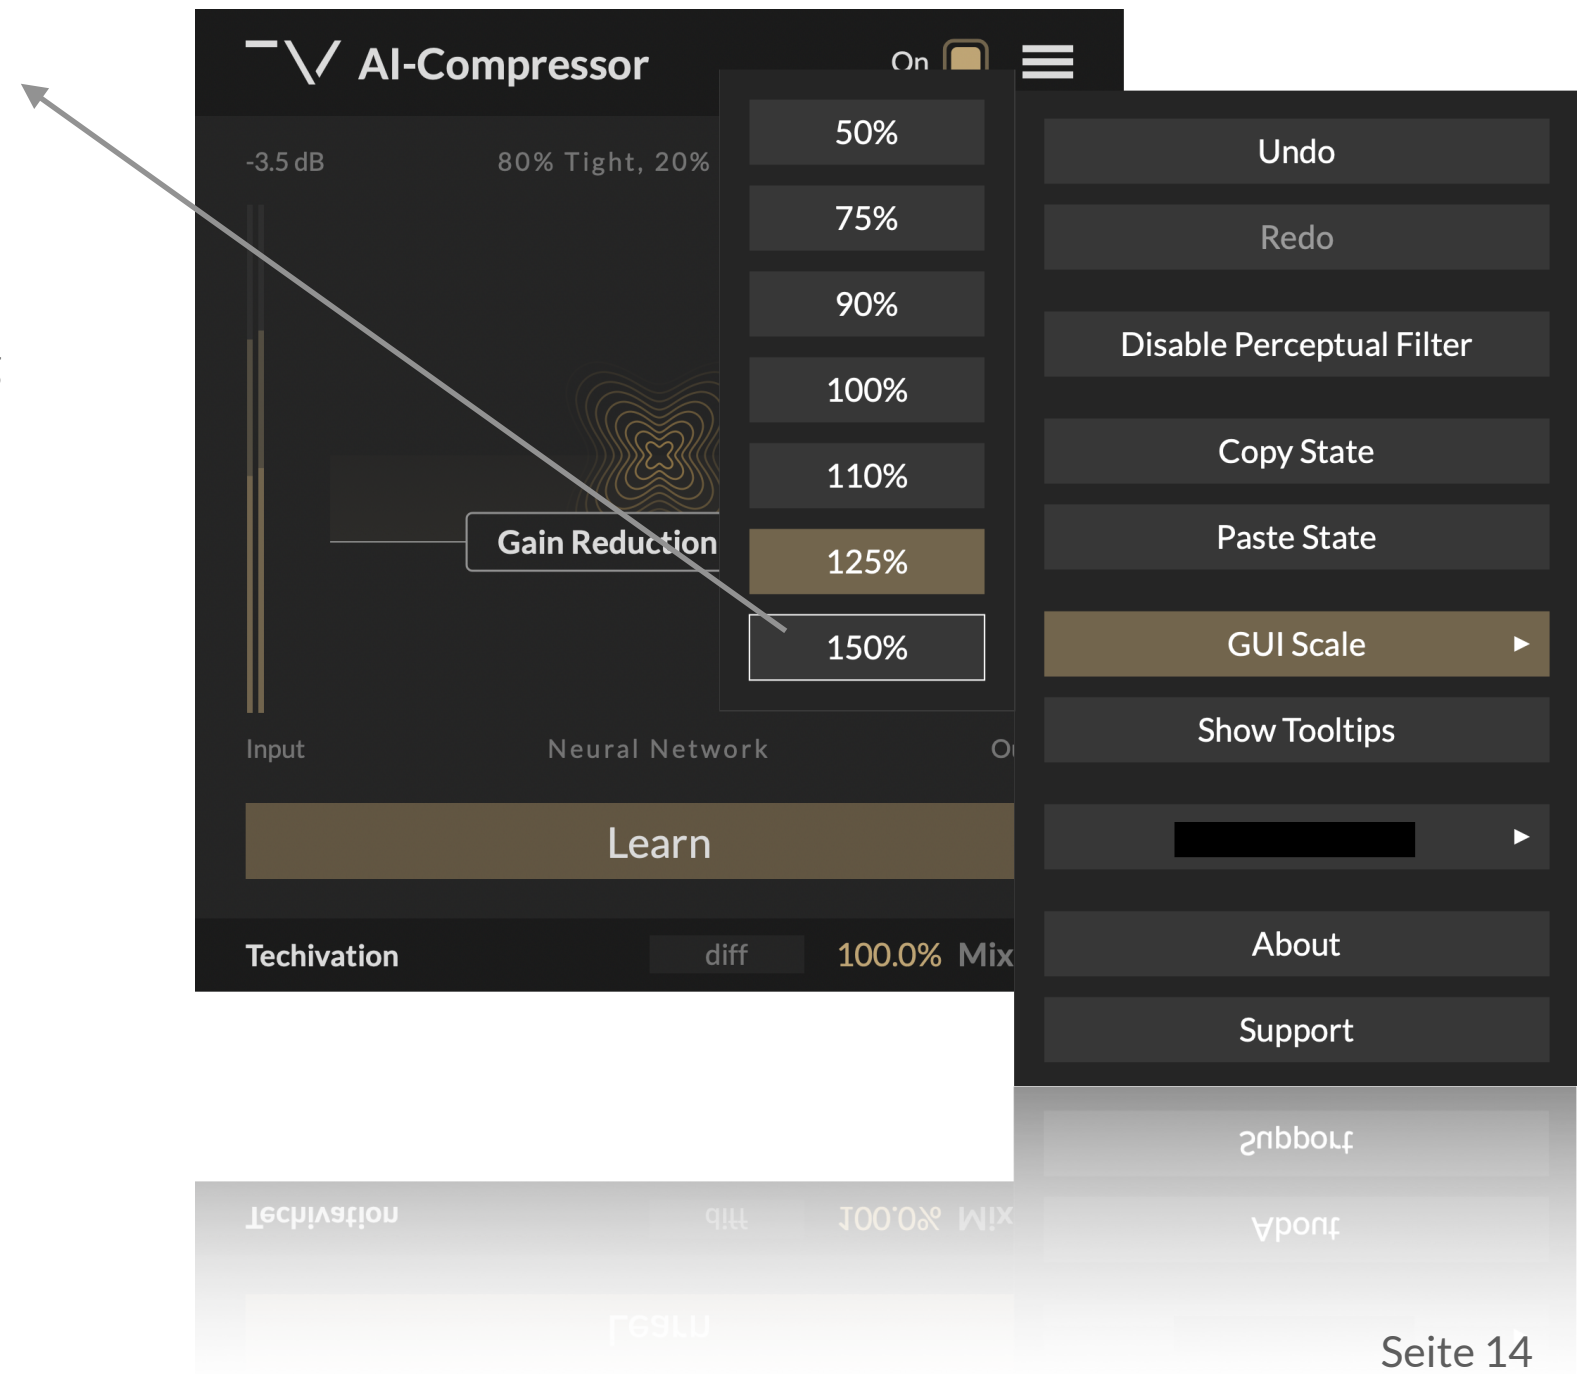 AI-Compressor
On
-3.5 dB
80% Tight, 20%
50%
75%
90%
100%
110%
125%
150%
Gain Reduction
Input
Neural Network
Learn
Techivation
diff
100.0% Mix
Undo
Redo
Disable Perceptual Filter
Copy State
Paste State
GUI Scale
Show Tooltips
About
Support
Seite 14